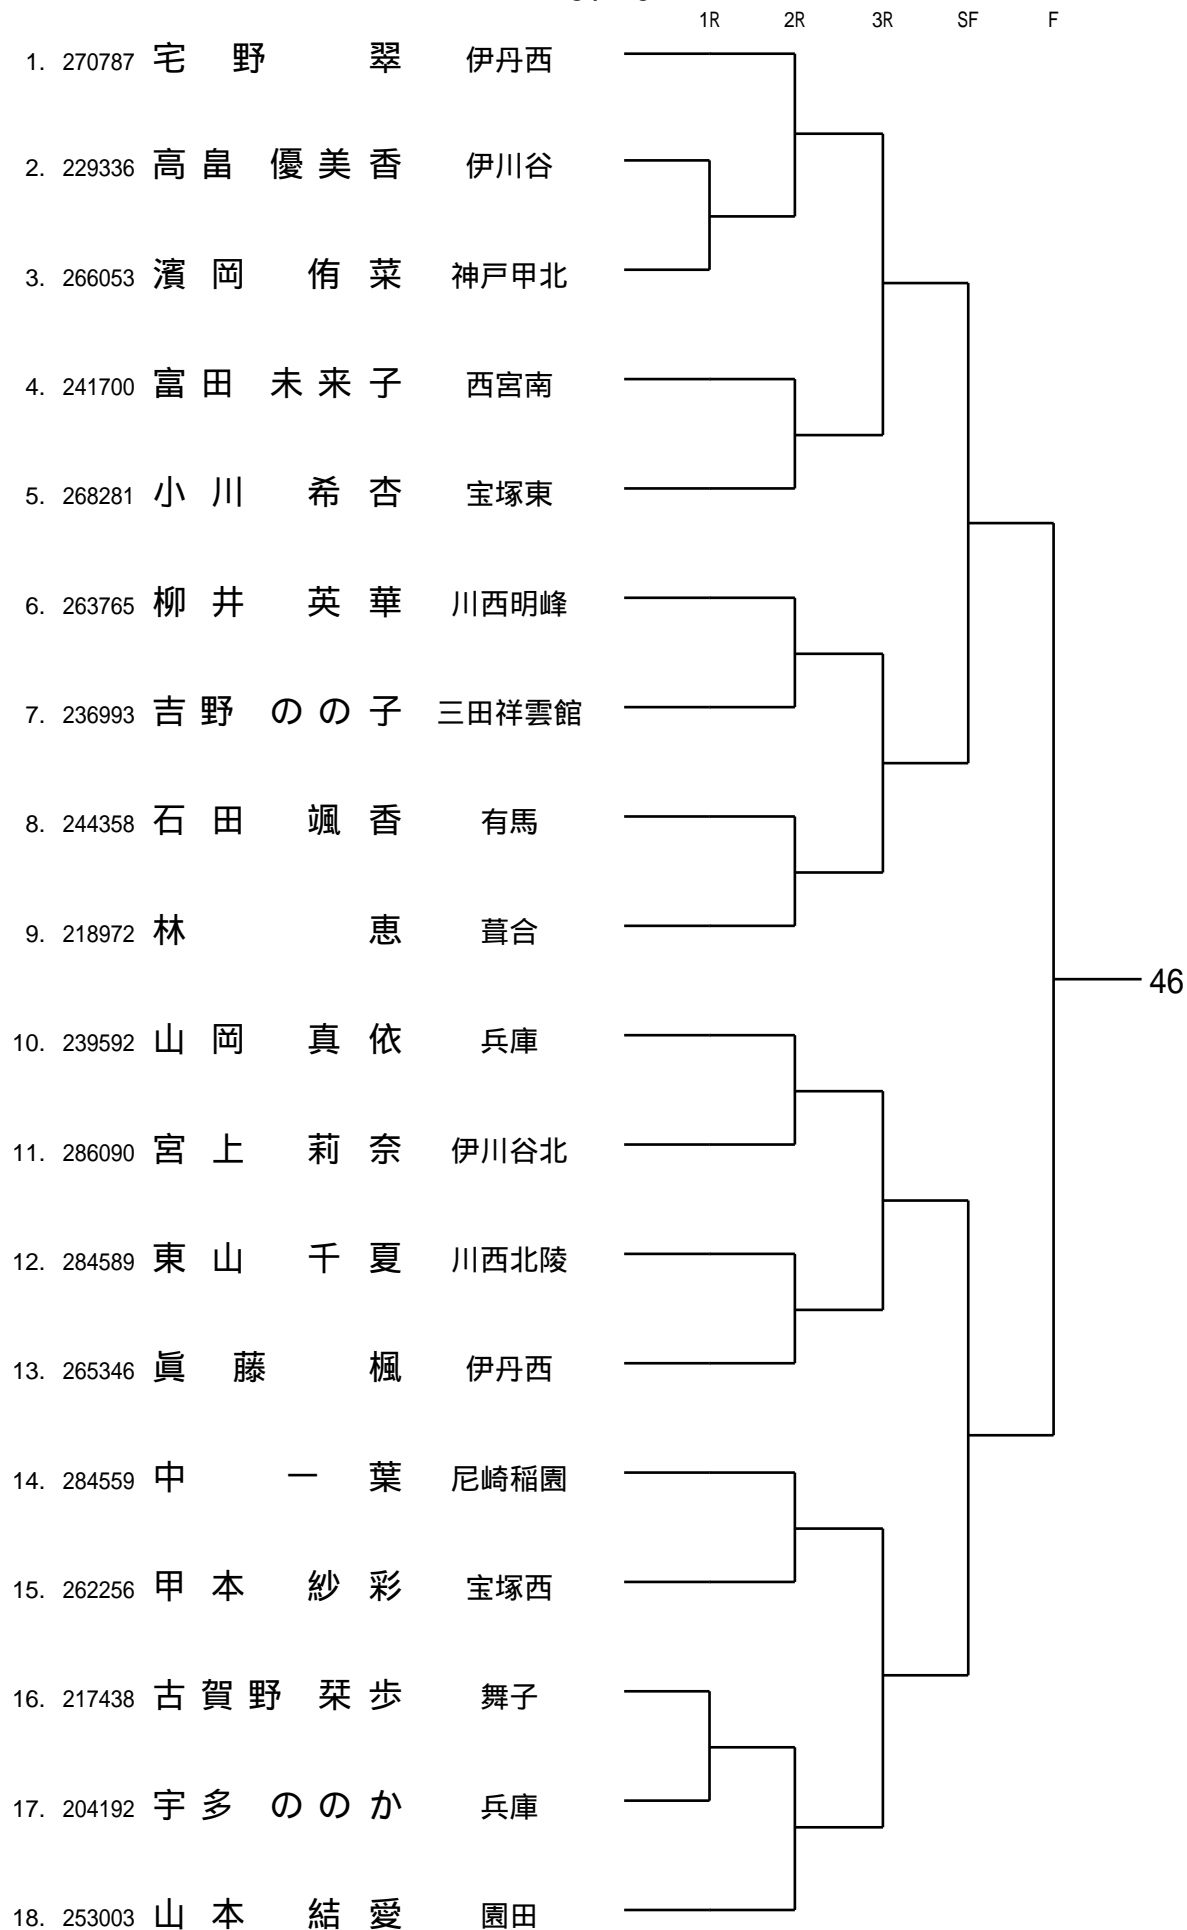 1R 2R 3R SF F
1. 270787 宅野 翠 伊丹西
2. 229336 高畠 優美香 伊川谷
3. 266053 濱岡 侑菜 神戸甲北
4. 241700 富田 未来子 西宮南
5. 268281 小川 希杏 宝塚東
6. 263765 柳井 英華 川西明峰
7. 236993 吉野 のの子 三田祥雲館
8. 244358 石田 颯香 有馬
9. 218972 林 恵 葺合
46
10. 239592 山岡 真依 兵庫
11. 286090 宮上 莉奈 伊川谷北
12. 284589 東山 千夏 川西北陵
13. 265346 眞藤 楓 伊丹西
14. 284559 中 一葉 尼崎稲園
15. 262256 甲本 紗彩 宝塚西
16. 217438 古賀野 栞歩 舞子
17. 204192 宇多 ののか 兵庫
18. 253003 山本 結愛 園田